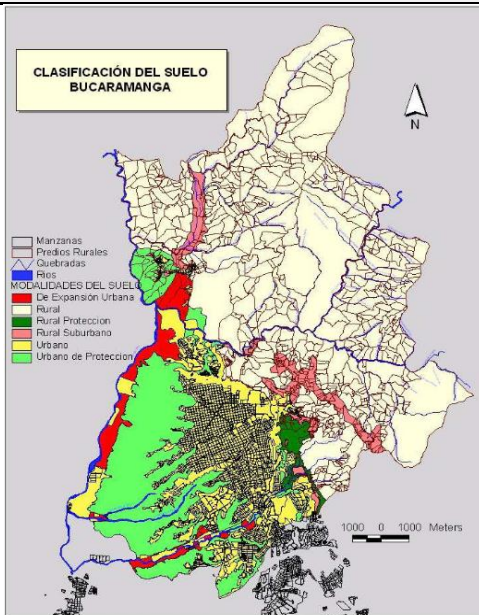 CLASIFICACIÓN DEL SUELO
BUCARAMANGA
N
Manzanas
Predios Rurales
Quebradas
Rios
MODALIDADES DEL SUELO
De Expansión Urbana
Rural
Rural Proteccion
Rural Suburbano
Urbano
Urbano de Proteccion
1000 0 1000 Meters